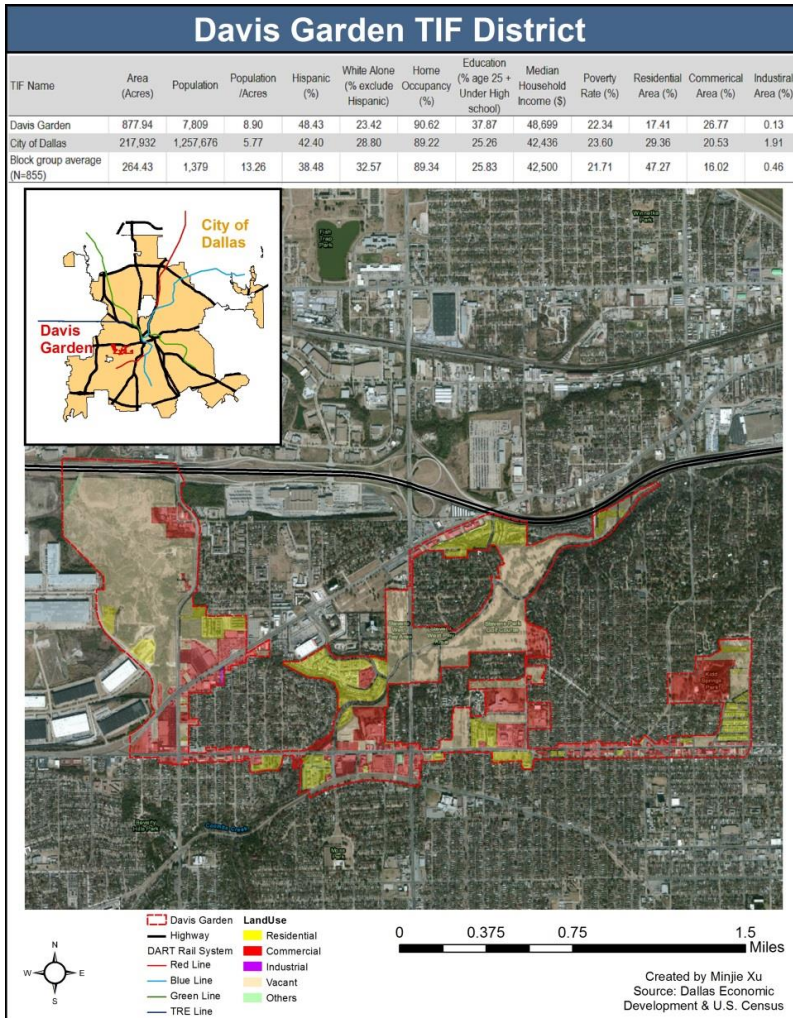 Davis Garden TIF District
TIF Name
Area (Acres)
Population
Population /Acres
Hispanic (%)
White Alone (% exclude Hispanic)
Home Occupancy (%)
Education (% age 25 + Under High school)
Median Household Income ($)
Poverty Rate (%)
Residential Area (%)
Commerical Area (%)
Industiral Area (%)
Davis Garden 877.94 7,809 8.90 48.43 23.42 90.62 37.87 48,699 22.34 17.41 26.77 0.13
City of Dallas 217,932 1,257,676 5.77 42.40 28.80 89.22 25.26 42,436 23.60 29.36 20.53 1.91
Block group average (N=855) 264.43 1,379 13.26 38.48 32.57 89.34 25.83 42,500 21.71 47.27 16.02 0.46
City of
Dallas
Davis
Garden
Kidd
Springs
Park
N
W E
S
Davis Garden
Highway
DART Rail System
Red Line
Blue Line
Green Line
TRE Line
LandUse
Residential
Commercial
Industrial
Vacant
Others
0 0.375 0.75 1.5
Miles
Created by Minjie Xu
Source: Dallas Economic
Development & U.S. Census